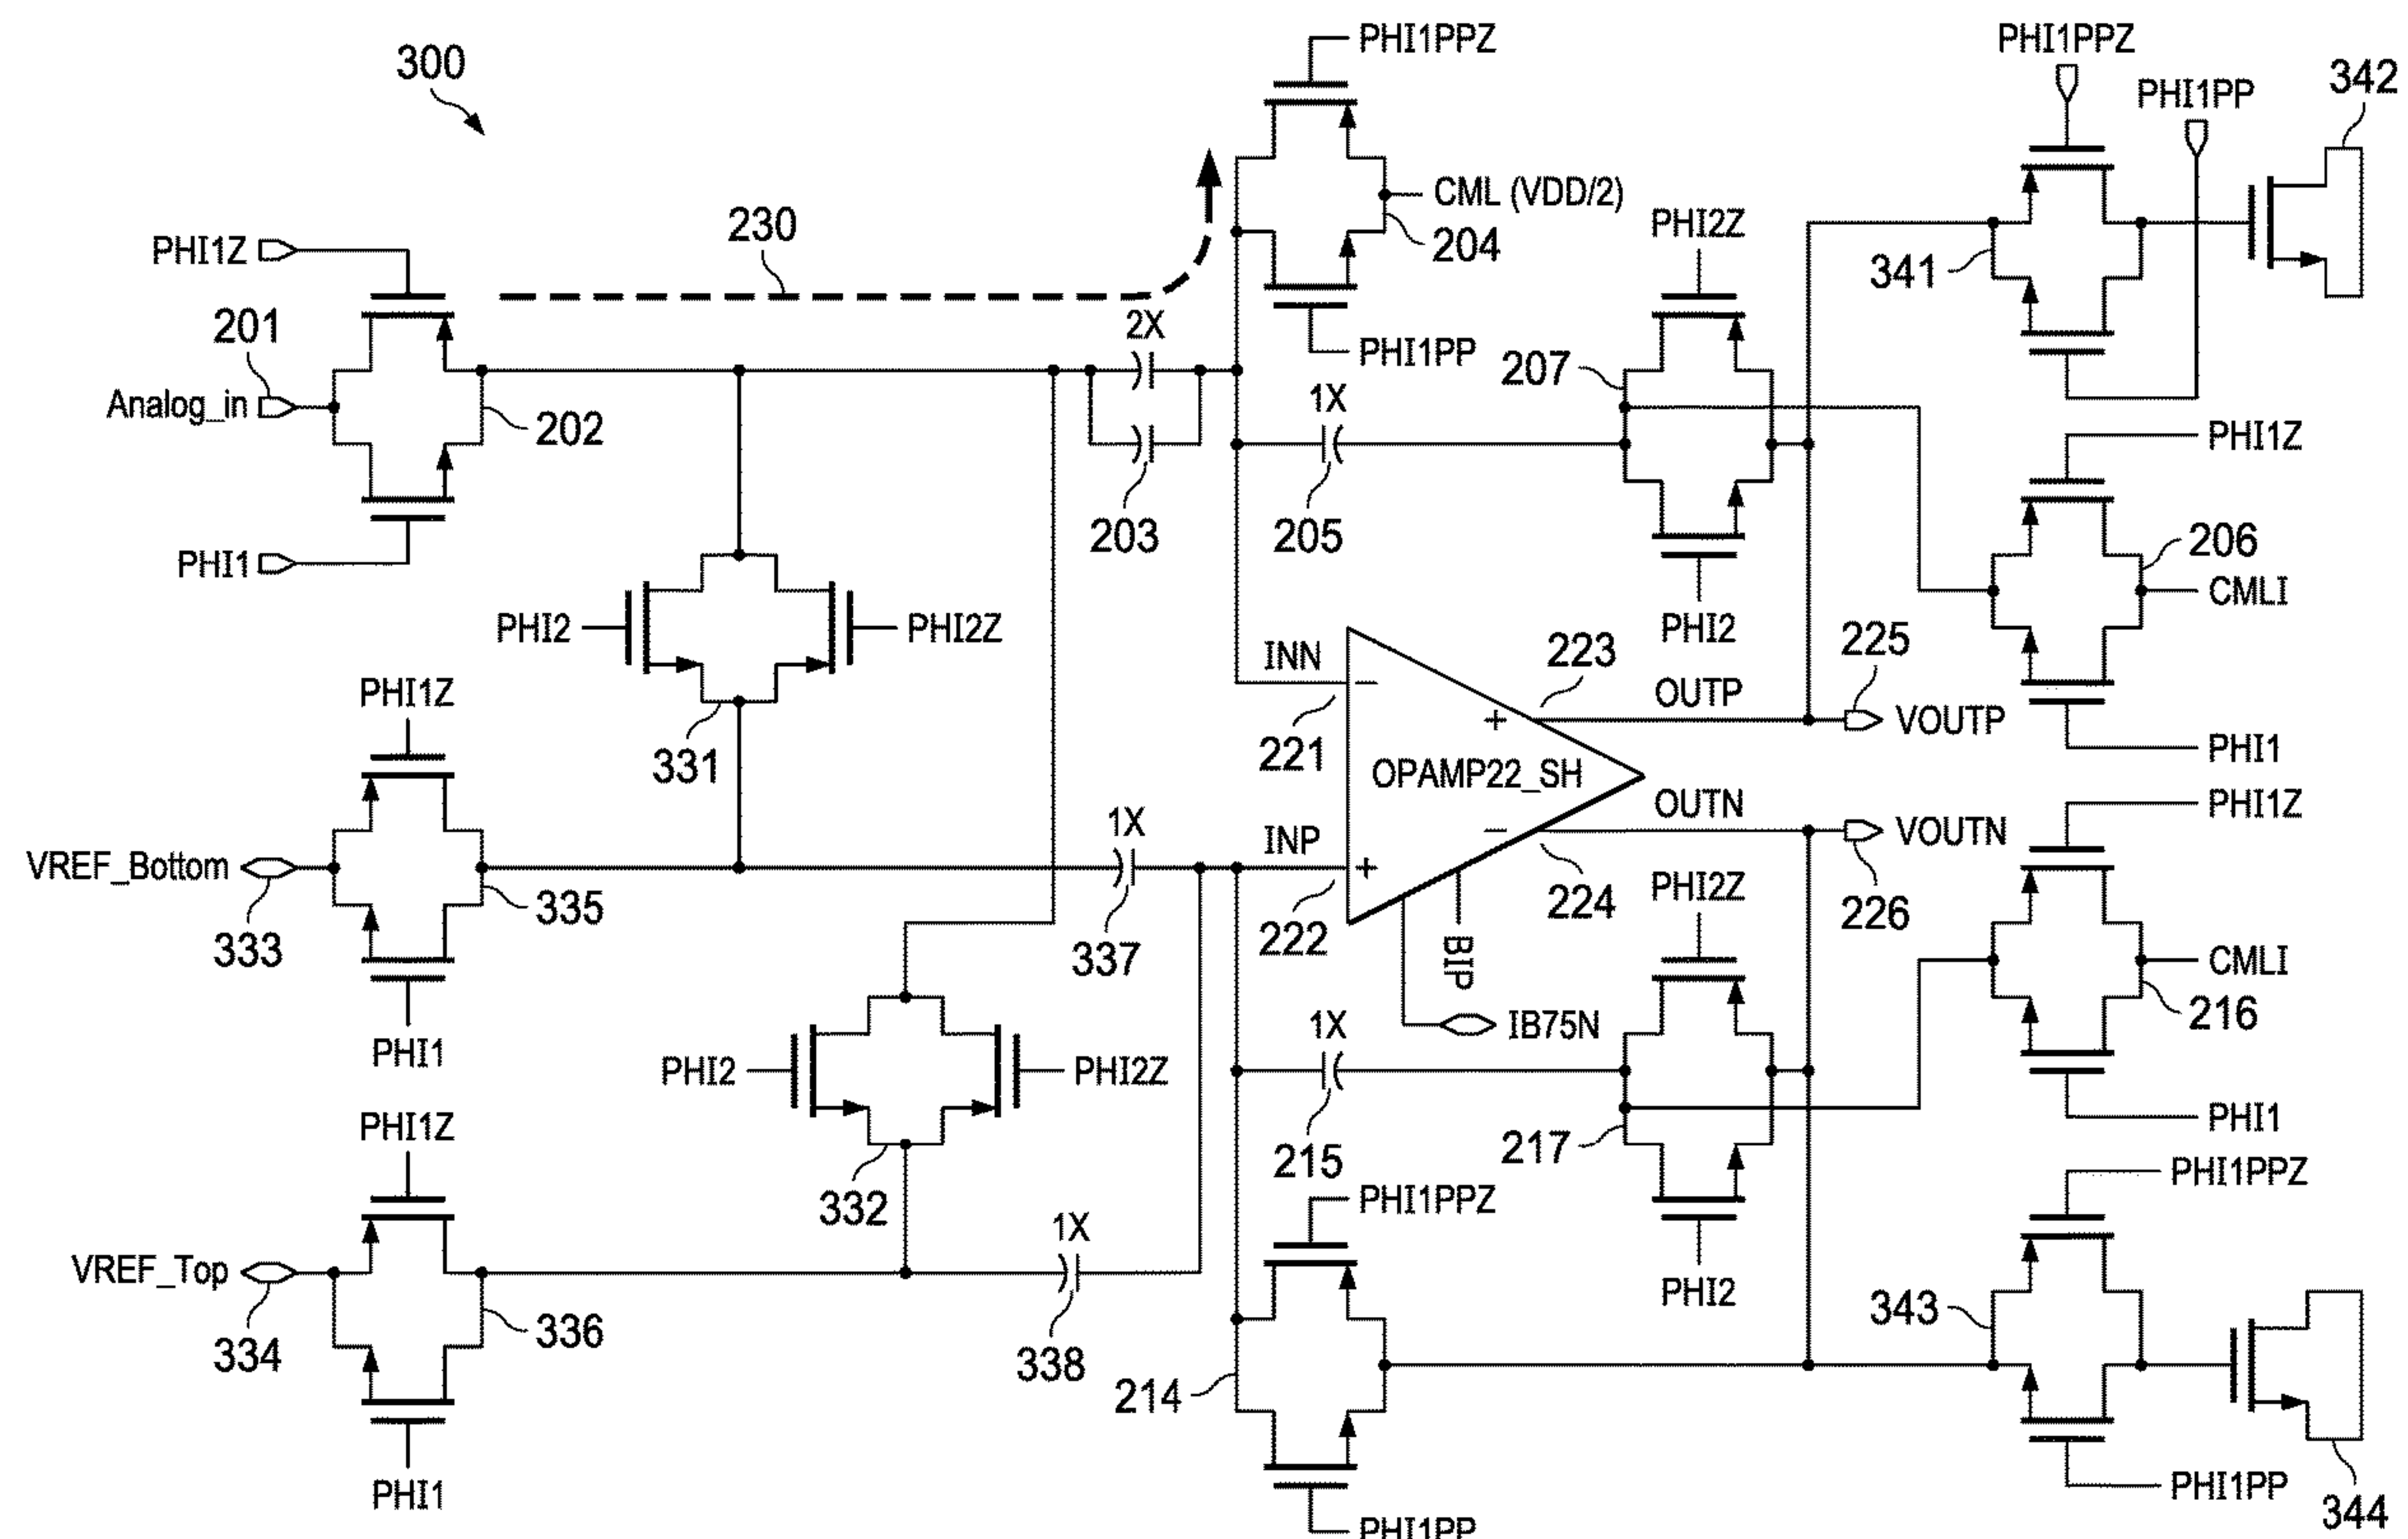 300
PHI1PPZ
PHI1PPZ
PHI1PP
342
CML (VDD/2)
204
PHI1PP
230
PHI1Z
201
Analog_in
202
PHI1
2X
203
1X
205
PHI2Z
207
PHI2
341
PHI1Z
206
CMLI
PHI1
PHI2
PHI2Z
331
INN
221
223
OUTP
225
VOUTP
OPAMP22_SH
INP
222
OUTN
224
VOUTN
226
BIP
IB75N
PHI1Z
VREF_Bottom
333
335
PHI1
1X
337
PHI2
PHI2Z
332
PHI2Z
217
PHI2
1X
215
PHI1Z
CMLI
216
PHI1
PHI1Z
VREF_Top
334
336
PHI1
1X
338
PHI1PPZ
214
PHI1PP
PHI1PPZ
343
PHI1PP
344